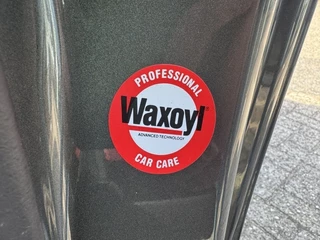 PROFESSIONAL
Waxoyl®
ADVANCED TECHNOLOGY
CAR CARE